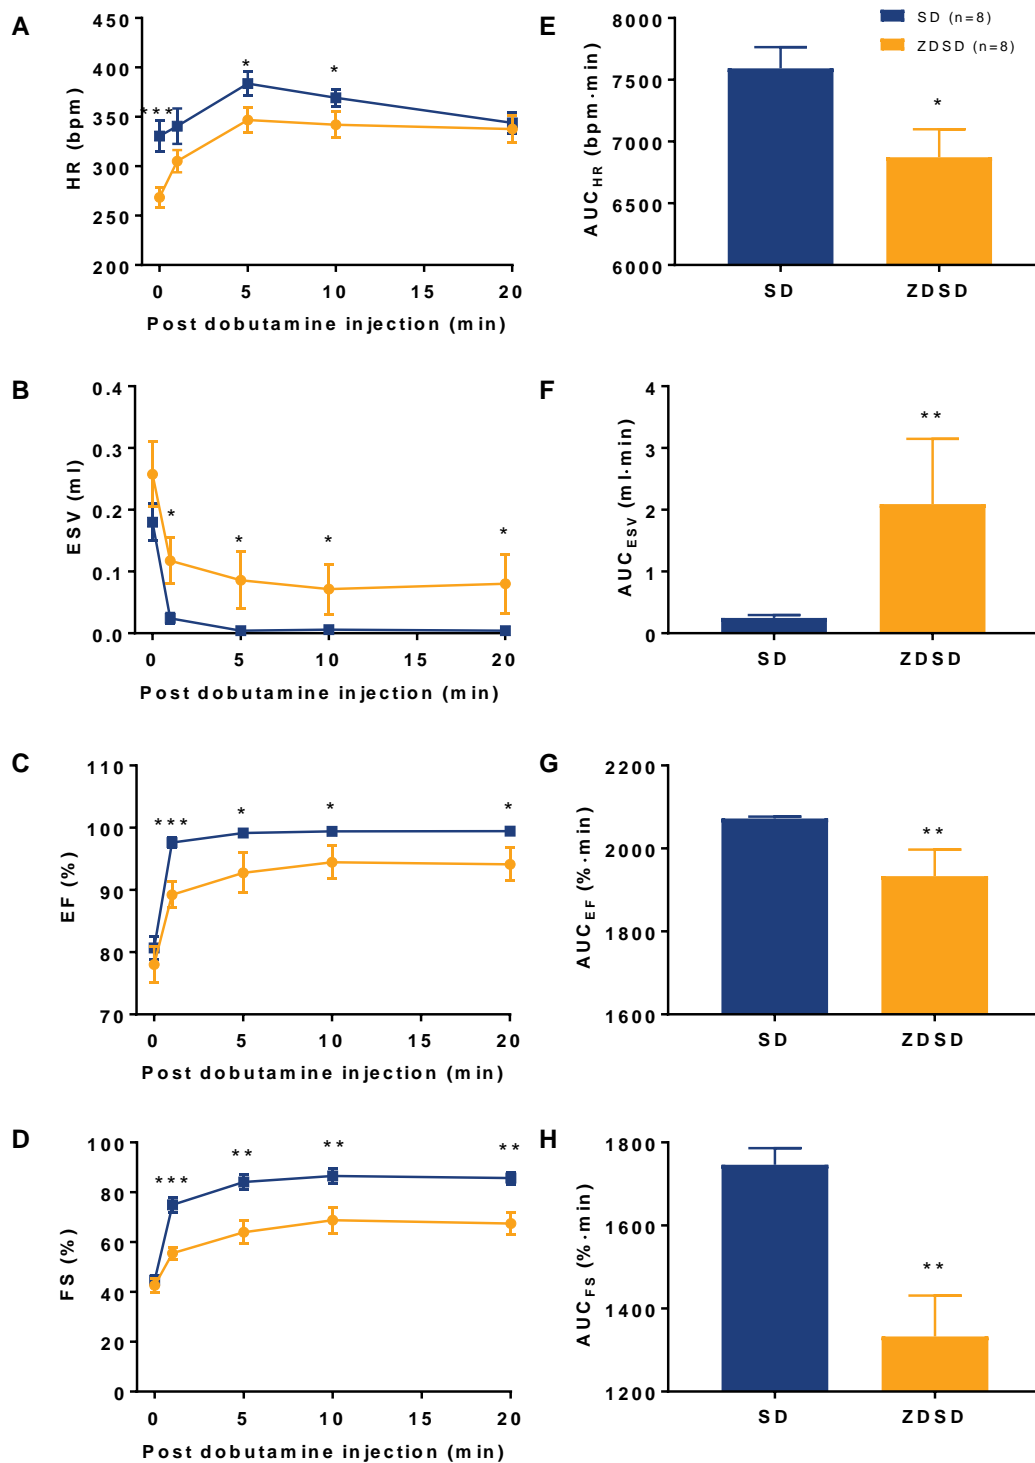 A
HR (bpm)
450
400
350
300
250
200
***
*
*
0 5 10 15 20
Post dobutamine injection (min)
E
AUC_HR (bpm·min)
8000
7500
7000
6500
6000
SD (n=8)
ZDSD (n=8)
*
SD ZDSD
B
ESV (ml)
0.4
0.3
0.2
0.1
0.0
*
*
*
*
0 5 10 15 20
Post dobutamine injection (min)
F
AUC_ESV (ml·min)
4
3
2
1
0
**
SD ZDSD
C
EF (%)
110
100
90
80
70
***
*
*
*
0 5 10 15 20
Post dobutamine injection (min)
G
AUC_EF (%·min)
2200
2000
1800
1600
**
SD ZDSD
D
FS (%)
100
80
60
40
20
0
***
**
**
**
0 5 10 15 20
Post dobutamine injection (min)
H
AUC_FS (%·min)
1800
1600
1400
1200
**
SD ZDSD